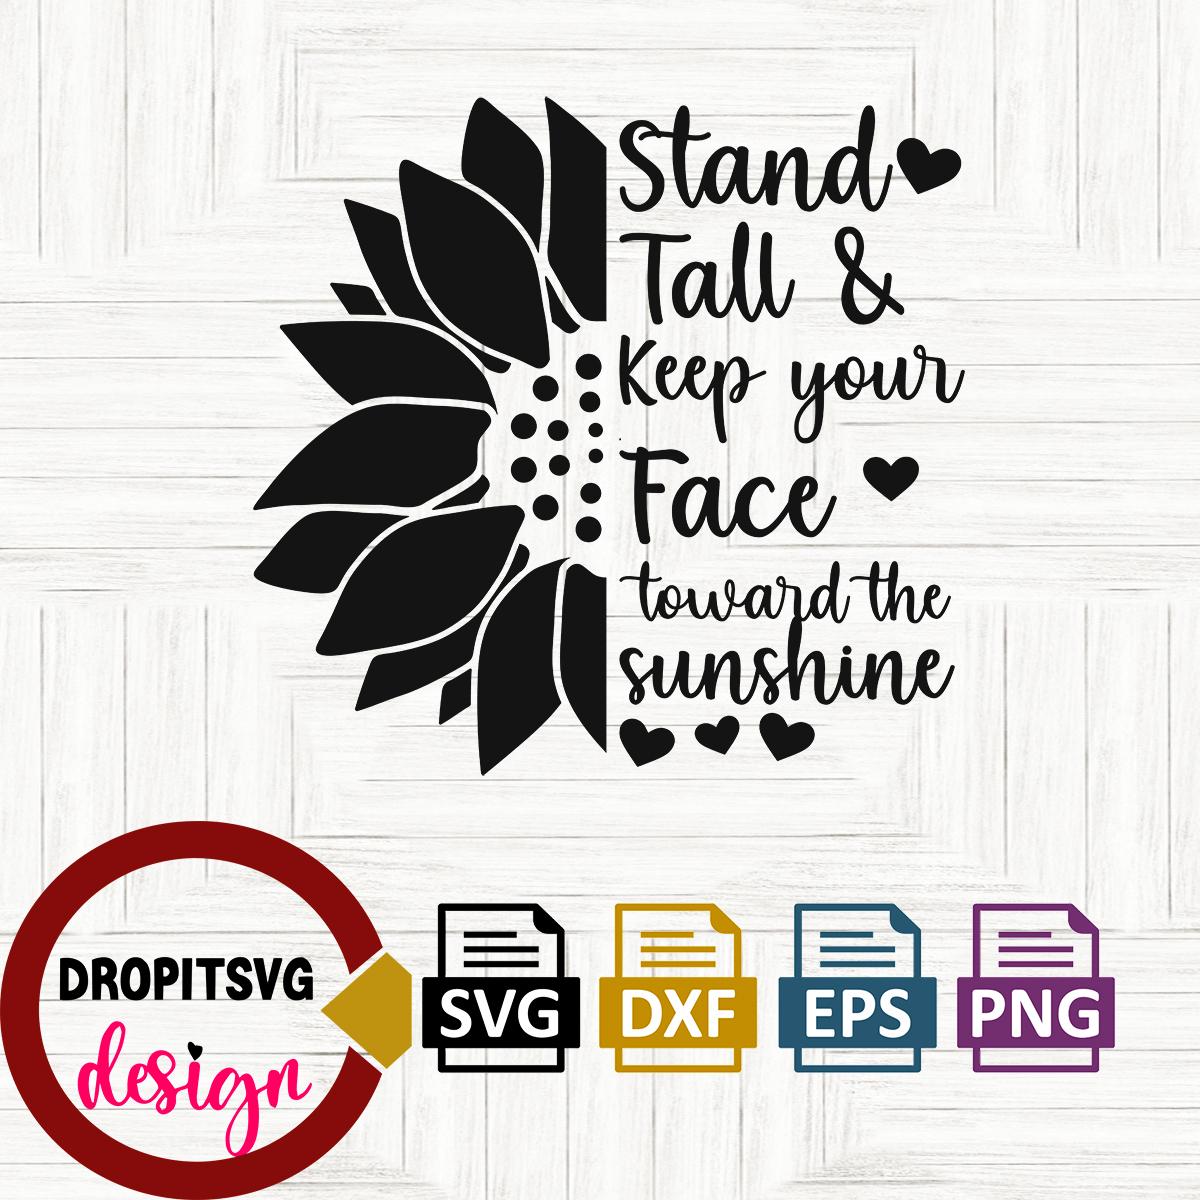 Stand
Tall &
Keep your
Face
toward the
sunshine
DROPITSVG
design
SVG
DXF
EPS
PNG